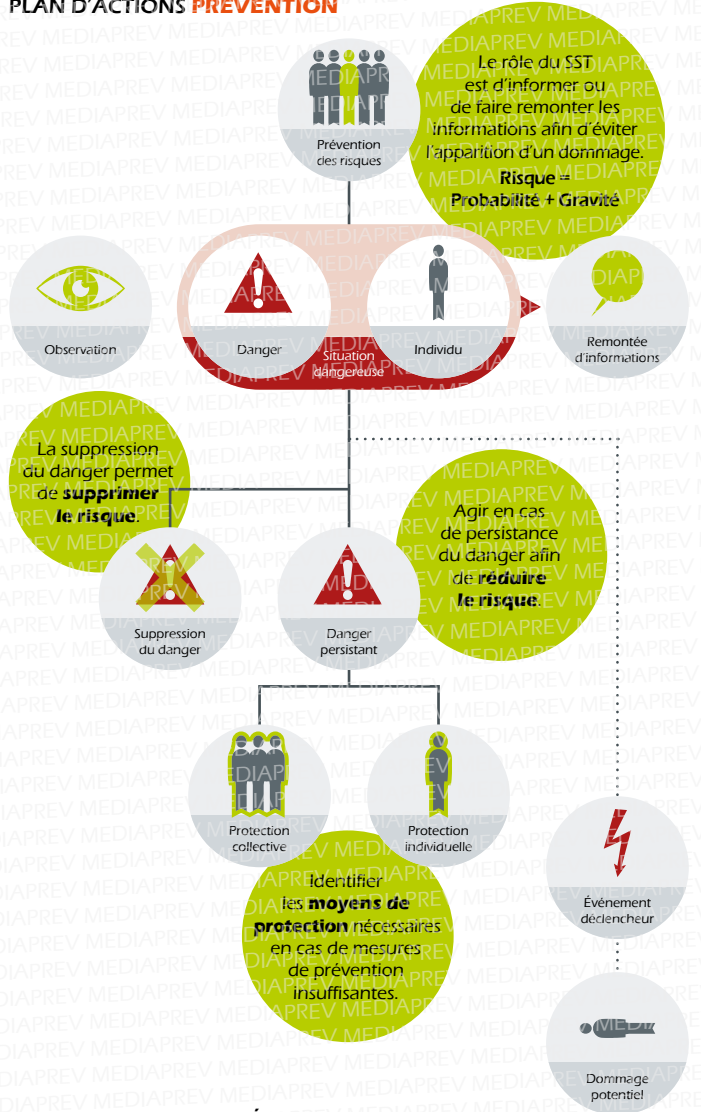 PLAN D'ACTIONS PRÉVENTION
Prévention
des risques
Le rôle du SST
est d'informer ou
de faire remonter les
informations afin d'éviter
l'apparition d'un dommage.
Risque =
Probabilité + Gravité
Observation
Danger
Situation
dangereuse
Individu
Remontée
d'informations
La suppression
du danger permet
de supprimer
le risque.
Agir en cas
de persistance
du danger afin
de réduire
le risque.
Suppression
du danger
Danger
persistant
Protection
collective
Protection
individuelle
Identifier
les moyens de
protection nécessaires
en cas de mesures
de prévention
insuffisantes.
Événement
déclencheur
Dommage
potentiel
MEDIAPREV